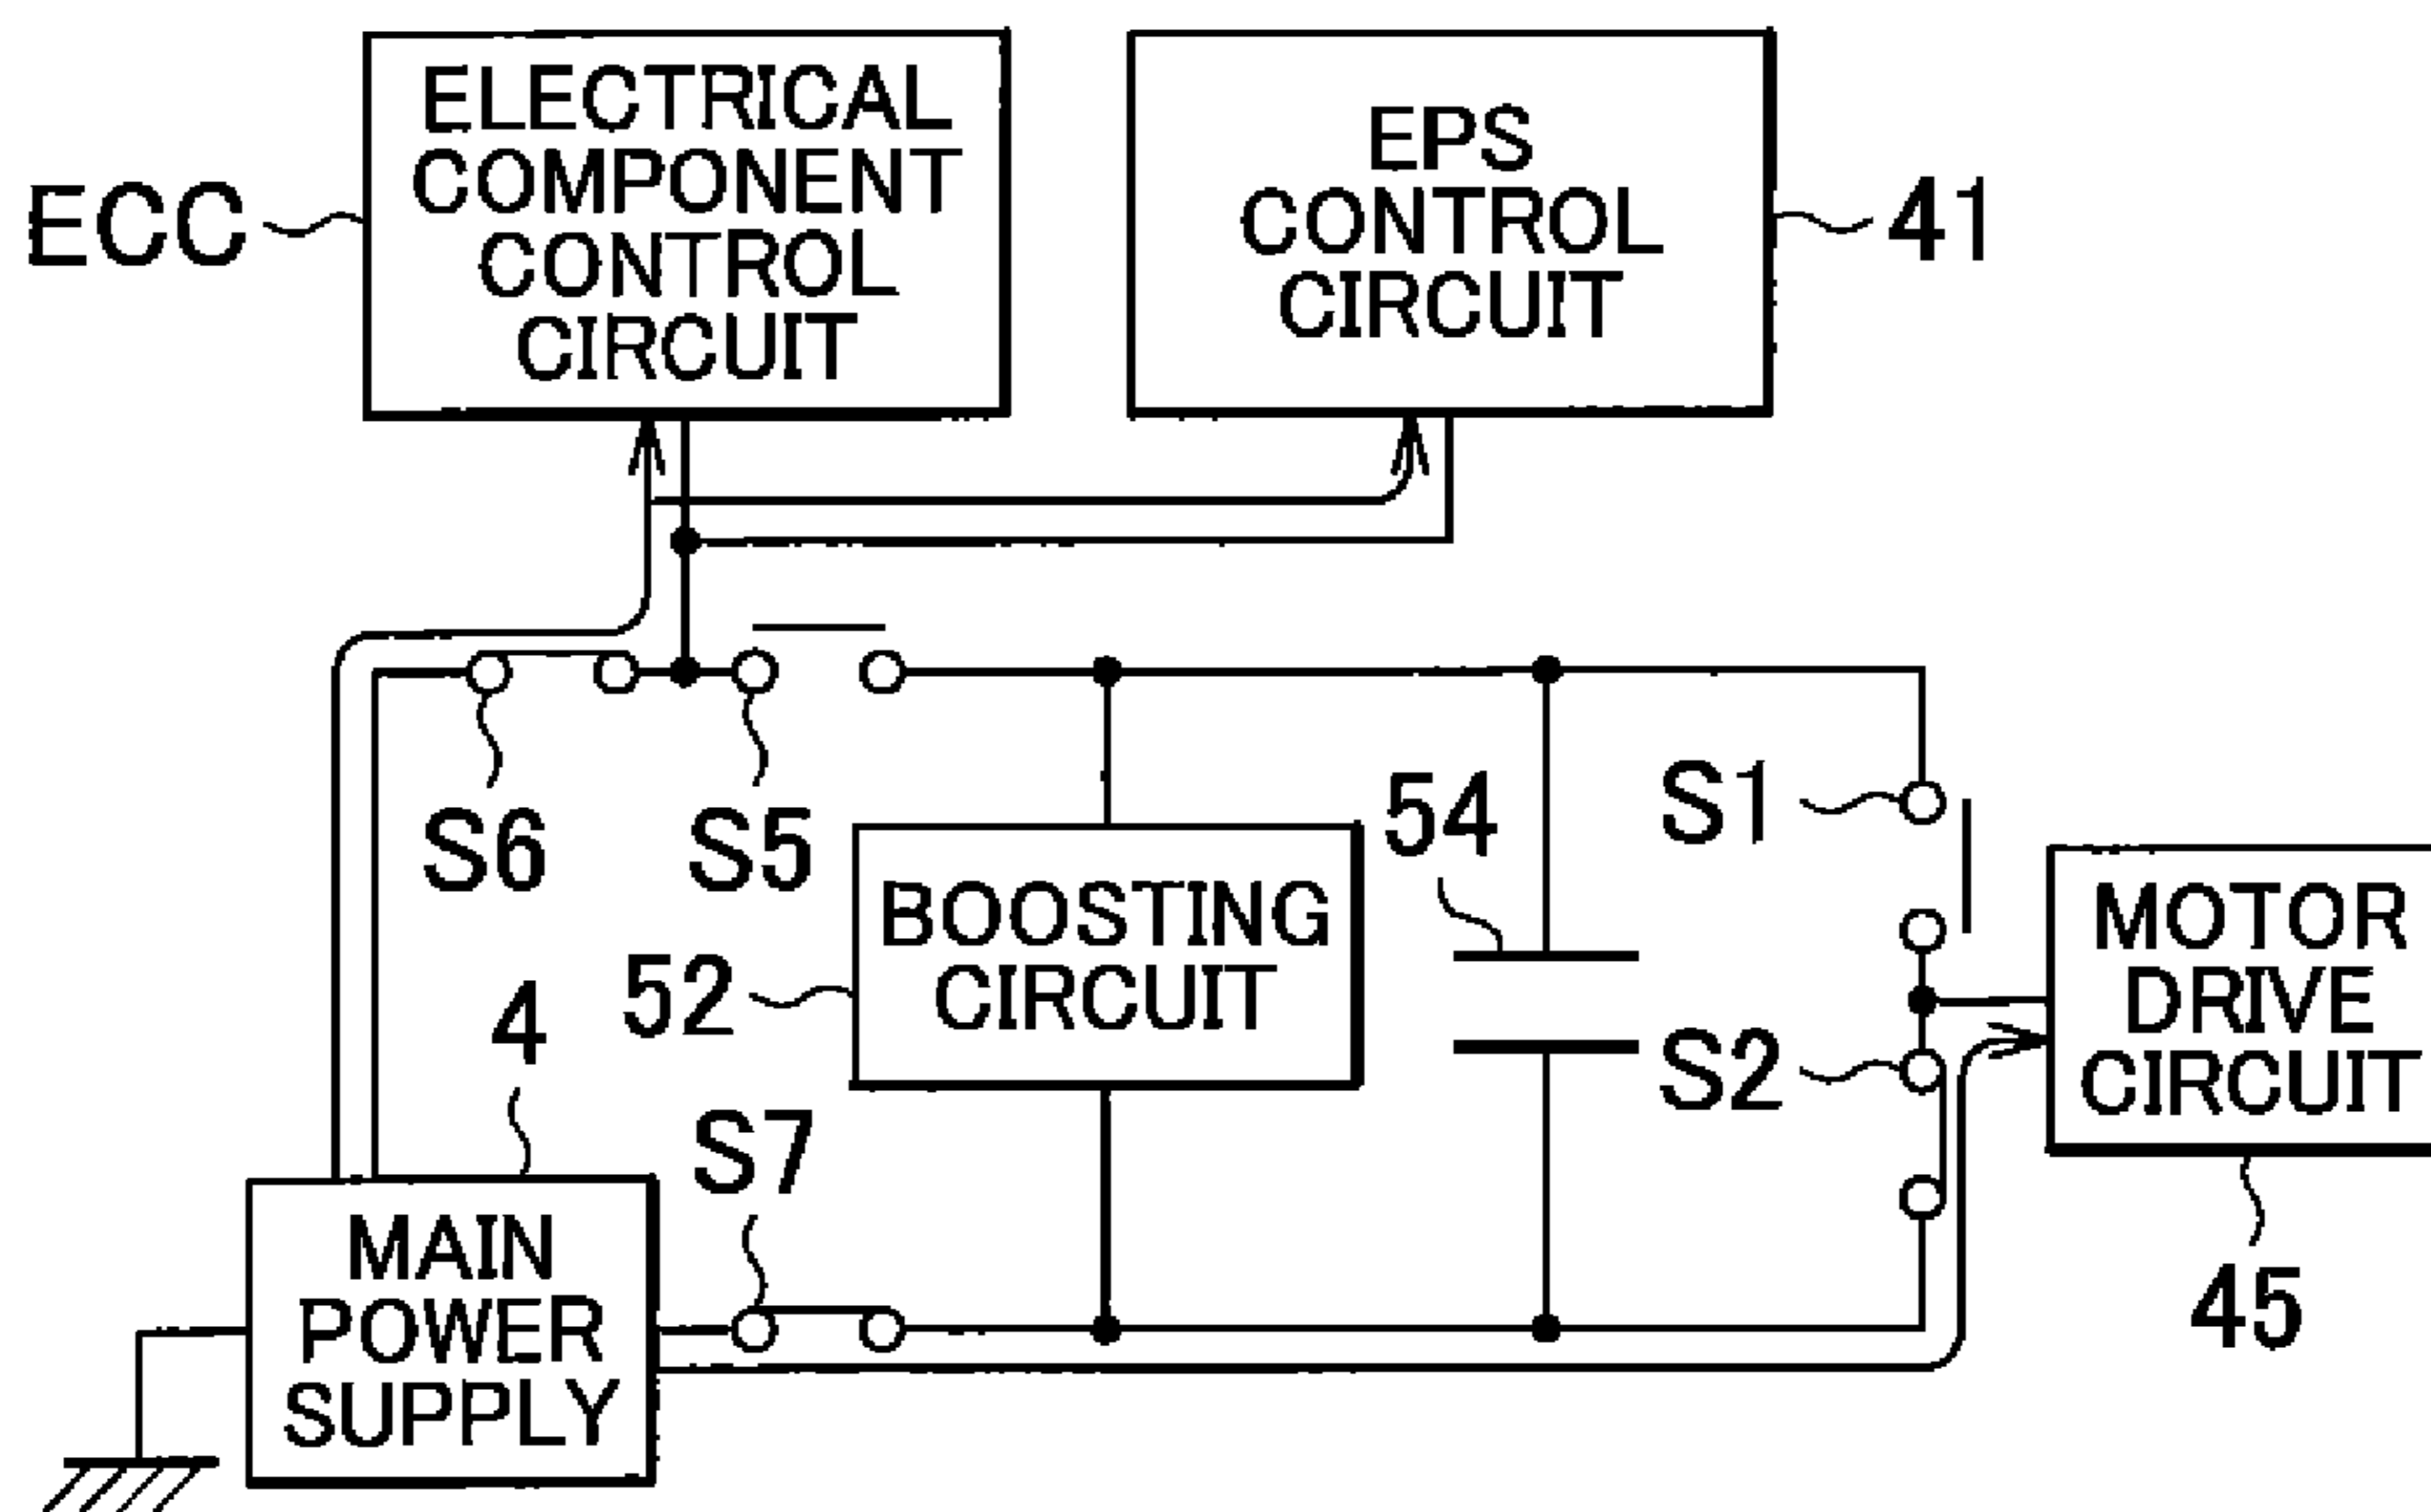 ECC
ELECTRICAL
COMPONENT
CONTROL
CIRCUIT
EPS
CONTROL
CIRCUIT
41
S6
S5
54
S1
52
BOOSTING
CIRCUIT
MOTOR
DRIVE
CIRCUIT
4
S2
S7
45
MAIN
POWER
SUPPLY